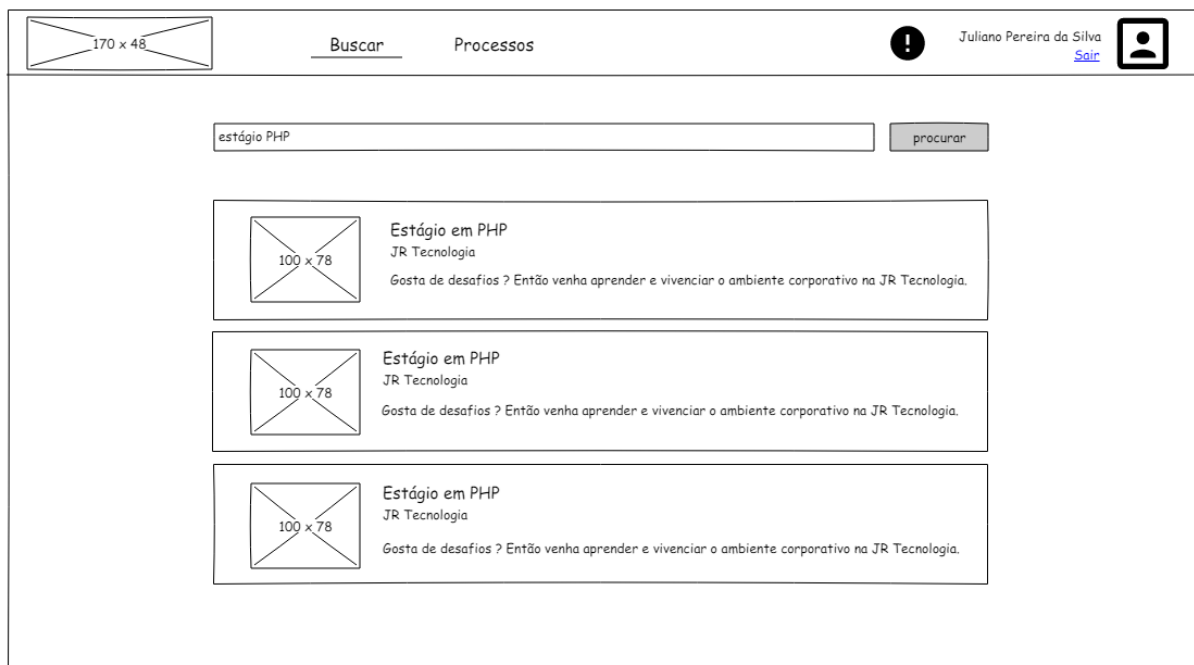 170 x 48
Buscar
Processos
Juliano Pereira da Silva
Sair
estágio PHP
procurar
100 x 78
Estágio em PHP
JR Tecnologia
Gosta de desafios ? Então venha aprender e vivenciar o ambiente corporativo na JR Tecnologia.
100 x 78
Estágio em PHP
JR Tecnologia
Gosta de desafios ? Então venha aprender e vivenciar o ambiente corporativo na JR Tecnologia.
100 x 78
Estágio em PHP
JR Tecnologia
Gosta de desafios ? Então venha aprender e vivenciar o ambiente corporativo na JR Tecnologia.